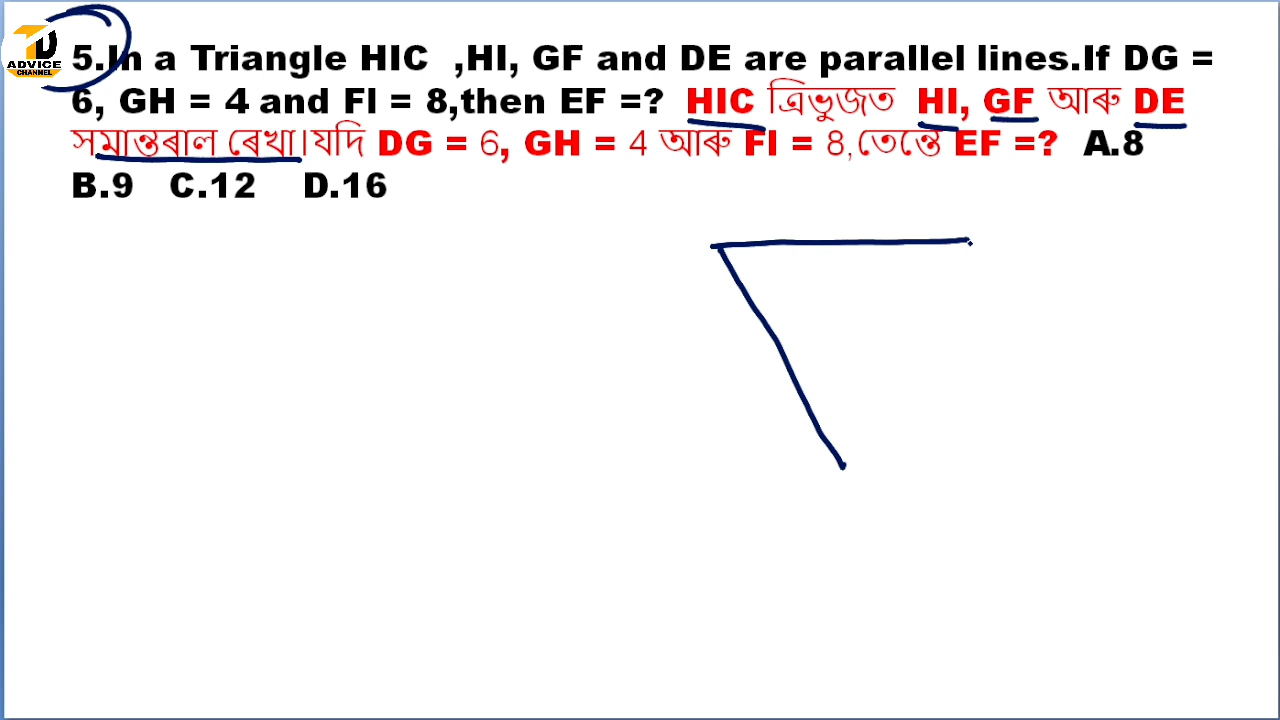 TD
ADVICE
CHANNEL
5.In a Triangle HIC ,HI, GF and DE are parallel lines.If DG =
6, GH = 4 and FI = 8,then EF =? HIC ত্ৰিভুজত HI, GF আৰু DE
সমান্তৰাল ৰেখা।যদি DG = 6, GH = 4 আৰু FI = 8,তেন্তে EF =? A.8
B.9 C.12 D.16